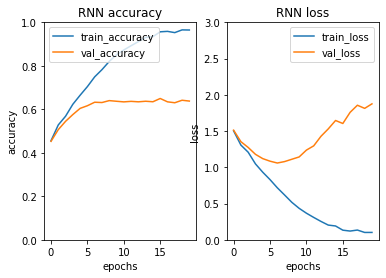 RNN accuracy
1.0
0.8
0.6
0.4
0.2
0.0
accuracy
train_accuracy
val_accuracy
0
5
10
15
epochs
RNN loss
3.0
2.5
2.0
1.5
1.0
0.5
0.0
loss
train_loss
val_loss
0
5
10
15
epochs